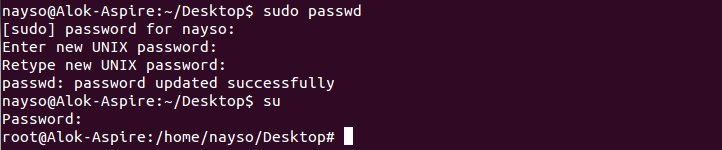 nayso@Alok-Aspire:~/Desktop$ sudo passwd
[sudo] password for nayso:
Enter new UNIX password:
Retype new UNIX password:
passwd: password updated successfully
nayso@Alok-Aspire:~/Desktop$ su
Password:
root@Alok-Aspire:/home/nayso/Desktop#